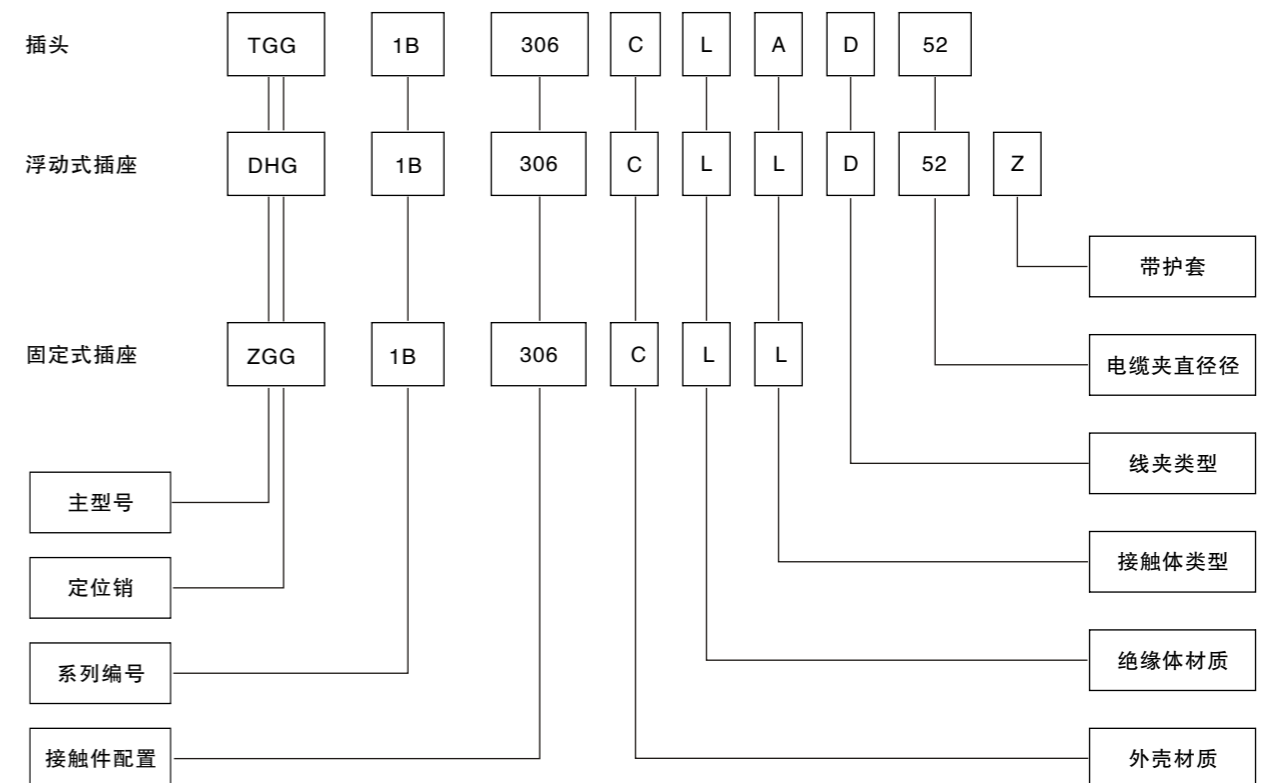 插头 TGG 1B 306 C L A D 52
浮动式插座 DHG 1B 306 C L L D 52 Z
带护套
固定式插座 ZGG 1B 306 C L L
电缆夹直径径
线夹类型
主型号
接触体类型
定位销
系列编号
绝缘体材质
接触件配置
外壳材质